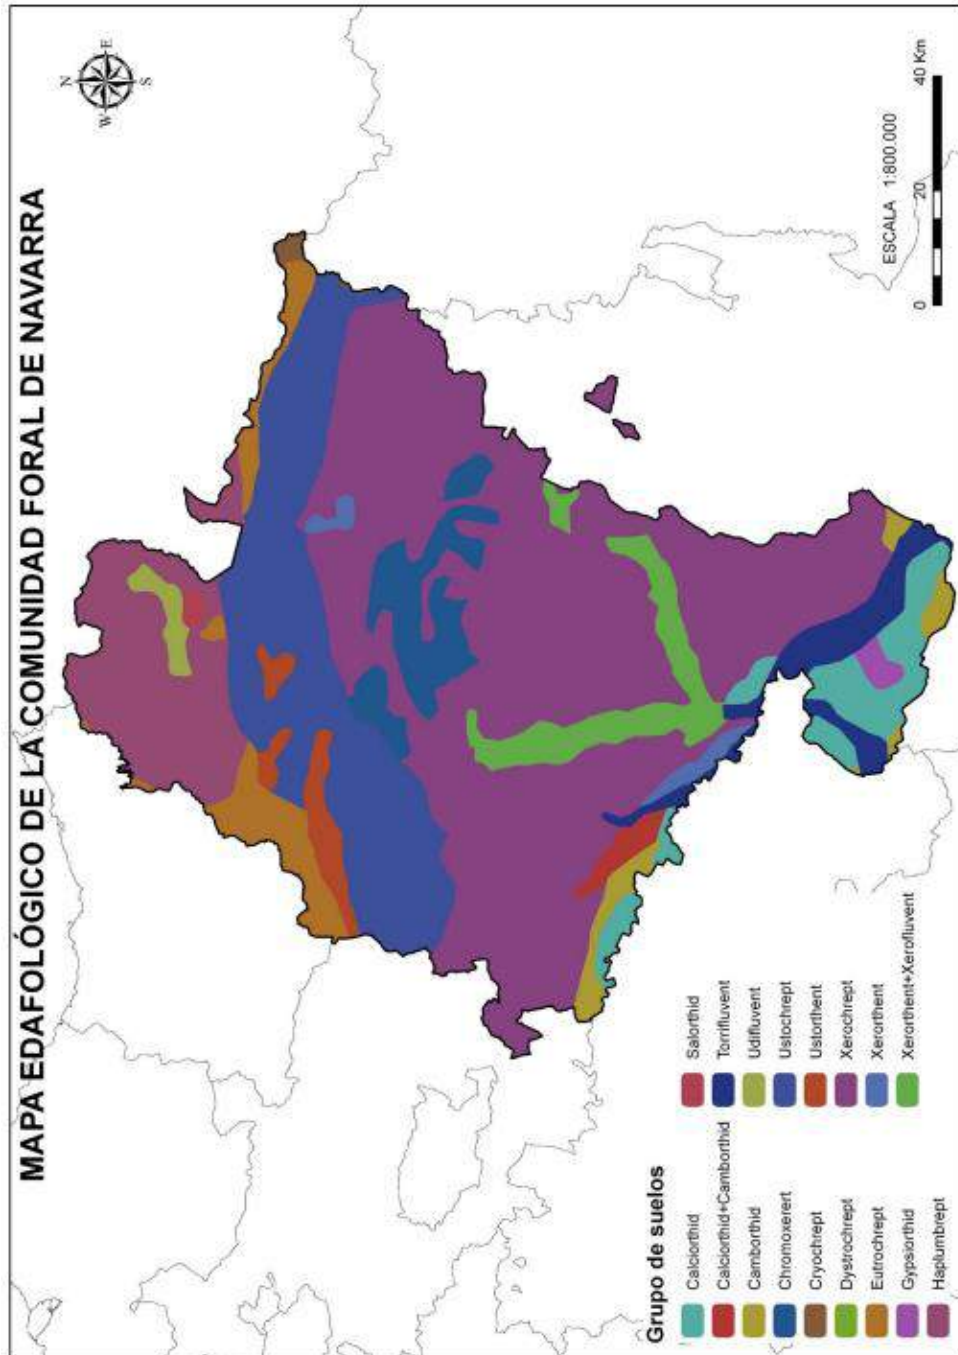 MAPA EDAFOLÓGICO DE LA COMUNIDAD FORAL DE NAVARRA
N
E
S
W
Grupo de suelos
Calciorthid
Calciorthid+Camborthid
Camborthid
Chromoxerert
Cryochrept
Dystrochrept
Eutrochrept
Gypsiorthid
Haplumbrept
Salorthid
Torrifluvent
Udifluvent
Ustochrept
Ustorthent
Xerochrept
Xerorthent
Xerorthent+Xerofluvent
ESCALA 1:800.000
0 20 40 Km